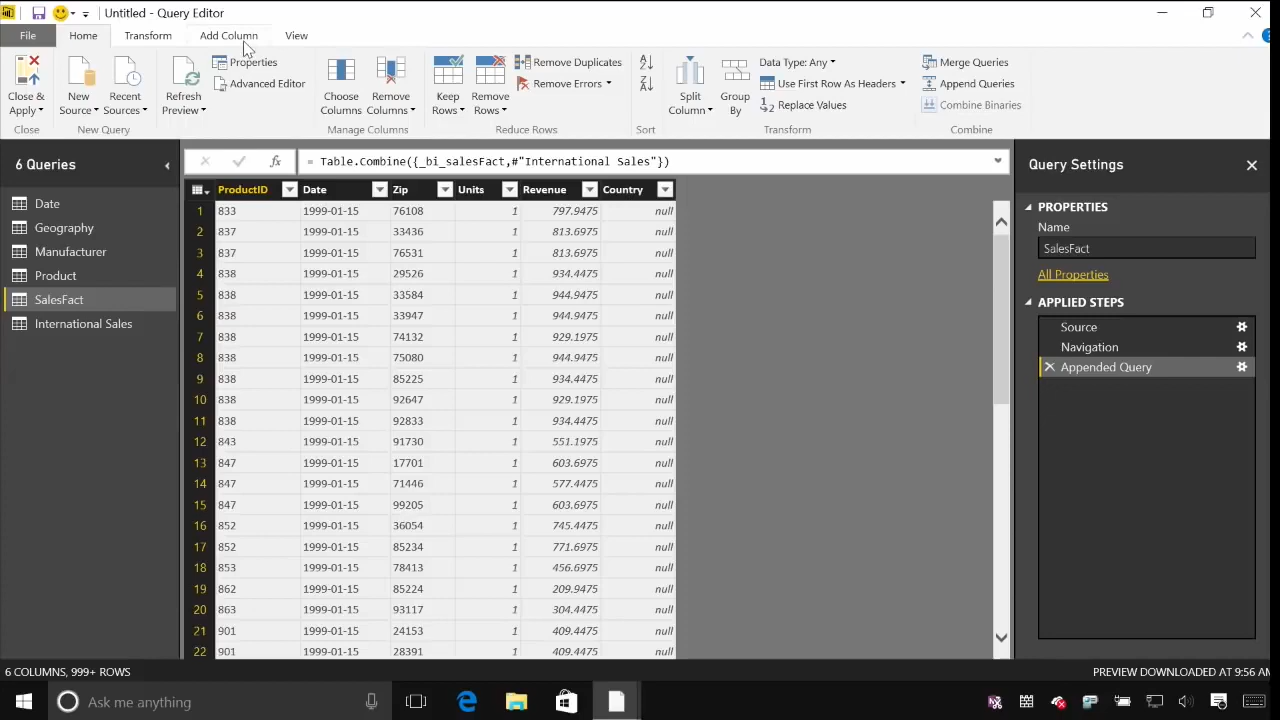 Untitled - Query Editor
File Home Transform Add Column View
Close & Apply
Close
New Source
Recent Sources
New Query
Refresh Preview
Properties
Advanced Editor
Choose Columns
Remove Columns
Manage Columns
Keep Rows
Remove Rows
Remove Duplicates
Remove Errors
Reduce Rows
Sort
Split Column
Group By
Data Type: Any
Use First Row As Headers
Replace Values
Transform
Merge Queries
Append Queries
Combine Binaries
Combine
6 Queries
Date
Geography
Manufacturer
Product
SalesFact
International Sales
fx
= Table.Combine({_bi_salesFact,#"International Sales"})
ProductID Date Zip Units Revenue Country
1 833 1999-01-15 76108 1 797.9475 null
2 837 1999-01-15 33436 1 813.6975 null
3 837 1999-01-15 76531 1 813.6975 null
4 838 1999-01-15 29526 1 934.4475 null
5 838 1999-01-15 33584 1 944.9475 null
6 838 1999-01-15 33947 1 944.9475 null
7 838 1999-01-15 74132 1 929.1975 null
8 838 1999-01-15 75080 1 944.9475 null
9 838 1999-01-15 85225 1 934.4475 null
10 838 1999-01-15 92647 1 929.1975 null
11 838 1999-01-15 92833 1 934.4475 null
12 843 1999-01-15 91730 1 551.1975 null
13 847 1999-01-15 17701 1 603.6975 null
14 847 1999-01-15 71446 1 577.4475 null
15 847 1999-01-15 99205 1 603.6975 null
16 852 1999-01-15 36054 1 745.4475 null
17 852 1999-01-15 85234 1 771.6975 null
18 853 1999-01-15 78413 1 456.6975 null
19 862 1999-01-15 85224 1 209.9475 null
20 863 1999-01-15 93117 1 304.4475 null
21 901 1999-01-15 24153 1 409.4475 null
22 901 1999-01-15 28391 1 409.4475 null
Query Settings
PROPERTIES
Name
SalesFact
All Properties
APPLIED STEPS
Source
Navigation
Appended Query
6 COLUMNS, 999+ ROWS
PREVIEW DOWNLOADED AT 9:56 AM
Ask me anything